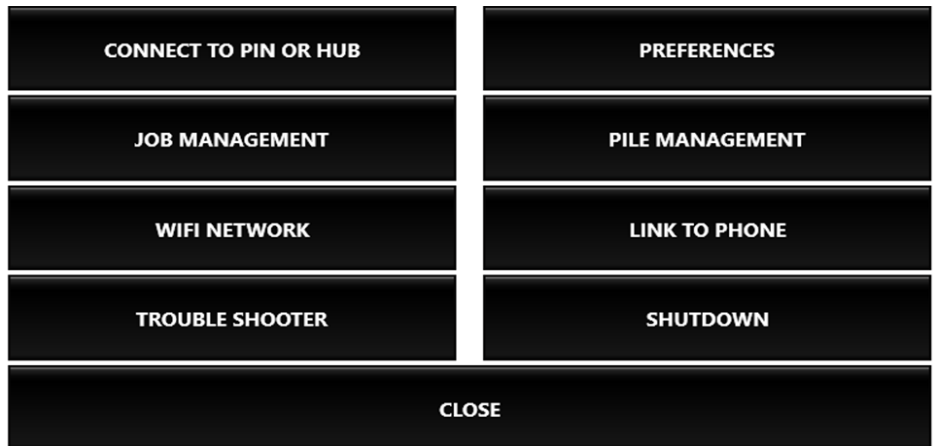 CONNECT TO PIN OR HUB
PREFERENCES
JOB MANAGEMENT
PILE MANAGEMENT
WIFI NETWORK
LINK TO PHONE
TROUBLE SHOOTER
SHUTDOWN
CLOSE